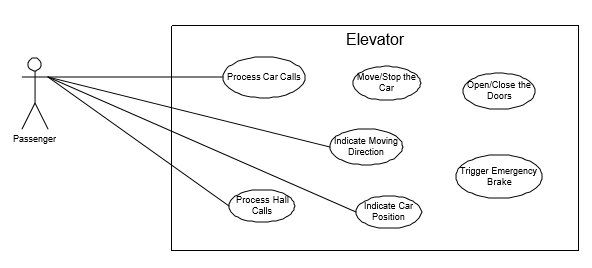 Elevator
Process Car Calls
Move/Stop the
Car
Open/Close the
Doors
Passenger
Indicate Moving
Direction
Trigger Emergency
Brake
Process Hall
Calls
Indicate Car
Position